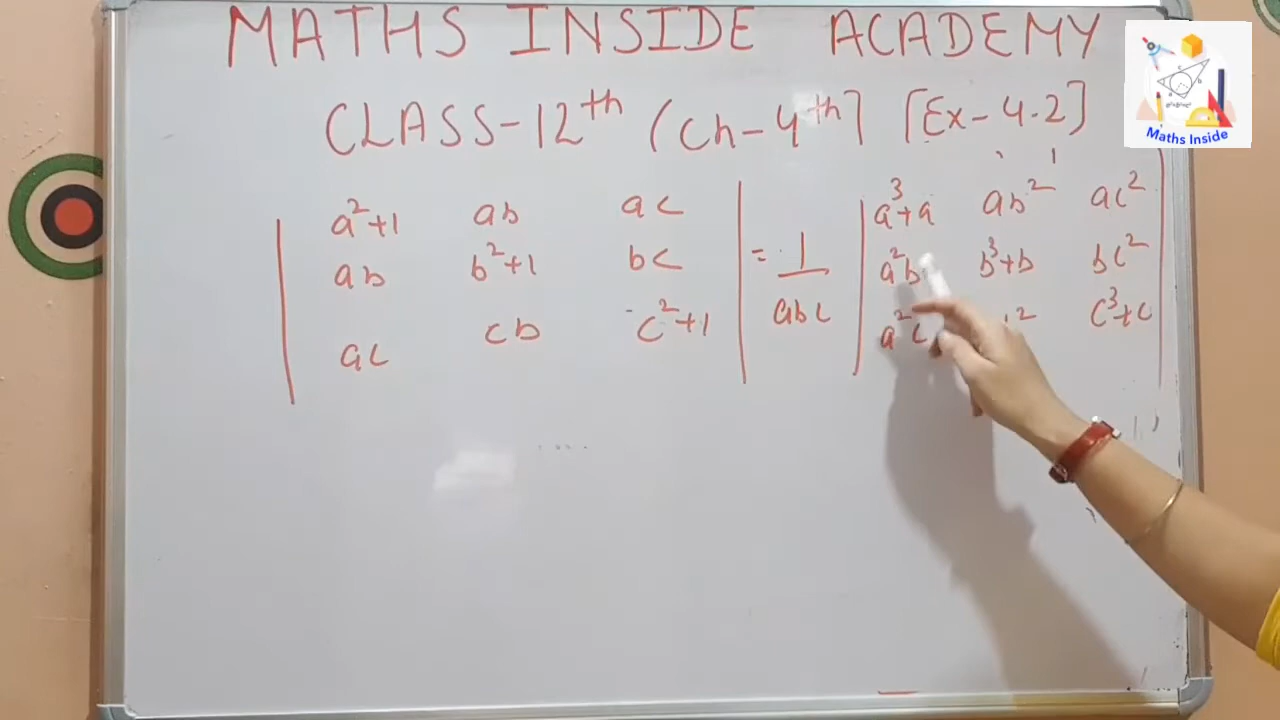 MATHS INSIDE ACADEMY
CLASS-12th (Ch-4th] [Ex-4.2]
Maths Inside
a²+1 ab ac a³+a ab² ac²
ab b²+1 bc = 1 a²b b³+b bc²
ac cb c²+1 abc a²c c³+c